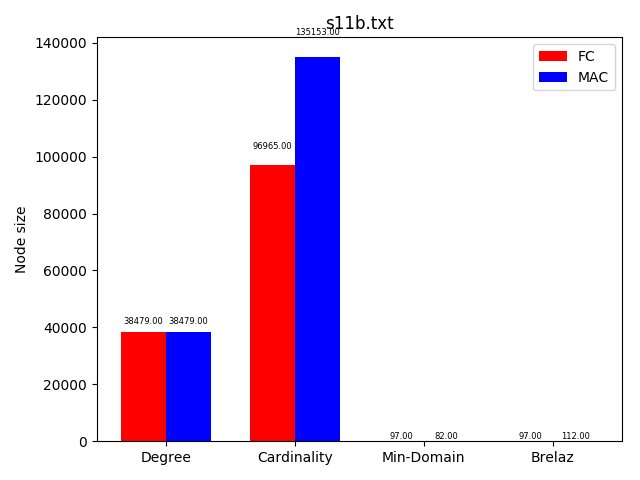 s11b.txt
135153.00
FC
MAC
140000
120000
100000
80000
60000
40000
20000
0
Node size
96965.00
38479.00 38479.00
97.00 82.00 97.00 112.00
Degree Cardinality Min-Domain Brelaz